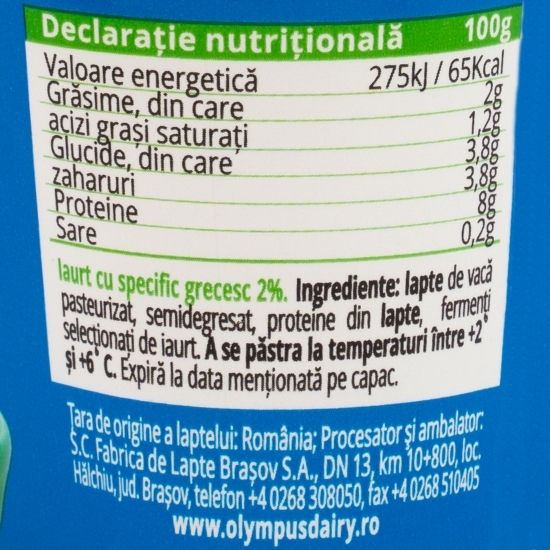 Declarație nutrițională 100g
Valoare energetică 275kJ / 65Kcal
Grăsime, din care 2g
acizi grași saturați 1,2g
Glucide, din care 3,8g
zaharuri 3,8g
Proteine 8g
Sare 0,2g
Iaurt cu specific grecesc 2%. Ingrediente: lapte de vacă
pasteurizat, semidegresat, proteine din lapte, fermenți
selecționați de iaurt. A se păstra la temperaturi între +2°
și +6° C. Expiră la data menționată pe capac.
Țara de origine a laptelui: România; Procesator și ambalator:
S.C. Fabrica de Lapte Brașov S.A., DN 13, km 10+800, loc.
Hălchiu, jud. Brașov, telefon +4 0268 308050, fax +4 0268 510405
www.olympusdairy.ro